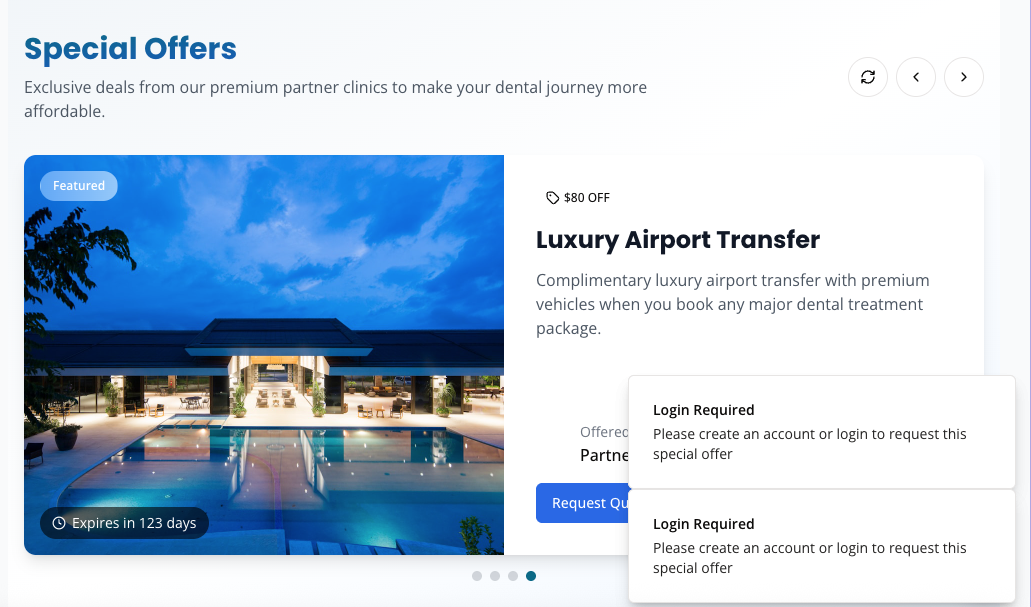 Special Offers
Exclusive deals from our premium partner clinics to make your dental journey more
affordable.
Featured
$80 OFF
Luxury Airport Transfer
Complimentary luxury airport transfer with premium
vehicles when you book any major dental treatment
package.
Offered
Partne
Request Qu
Expires in 123 days
Login Required
Please create an account or login to request this
special offer
Login Required
Please create an account or login to request this
special offer